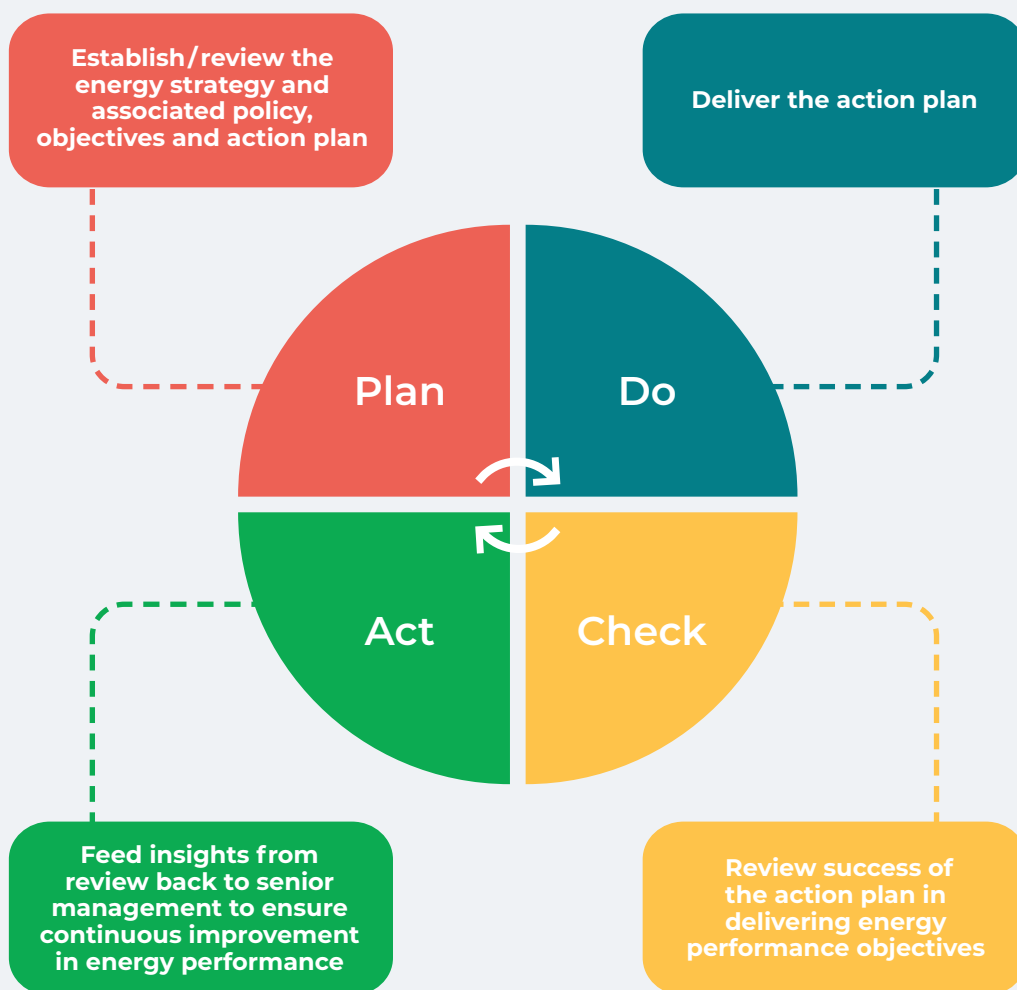 Establish/review the
energy strategy and
associated policy,
objectives and action plan
Deliver the action plan
Plan
Do
Act
Check
Feed insights from
review back to senior
management to ensure
continuous improvement
in energy performance
Review success of
the action plan in
delivering energy
performance objectives